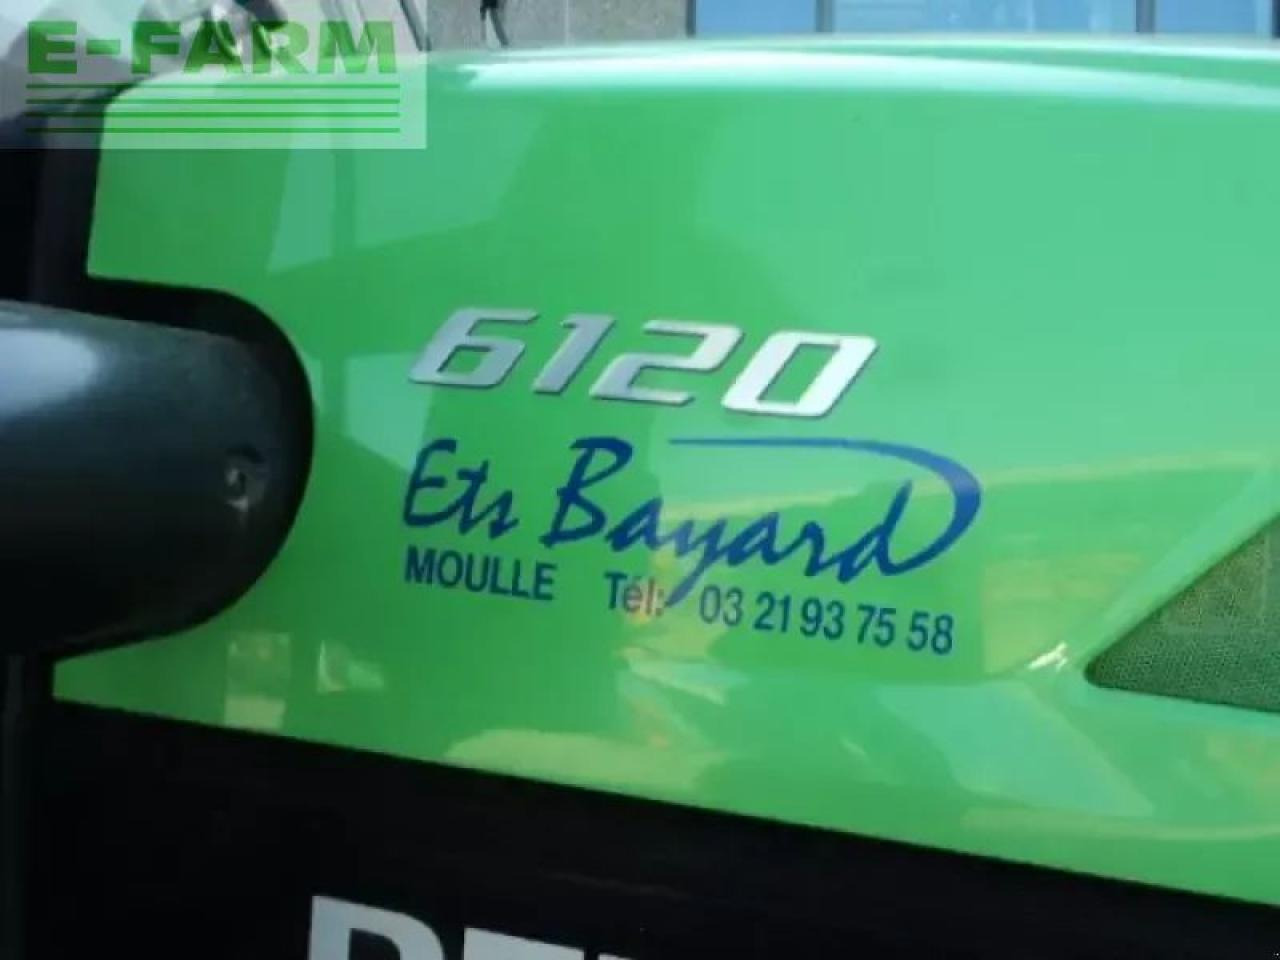 E-FARM
6120
Ets Bayard
MOULLE Tél: 03 21 93 75 58